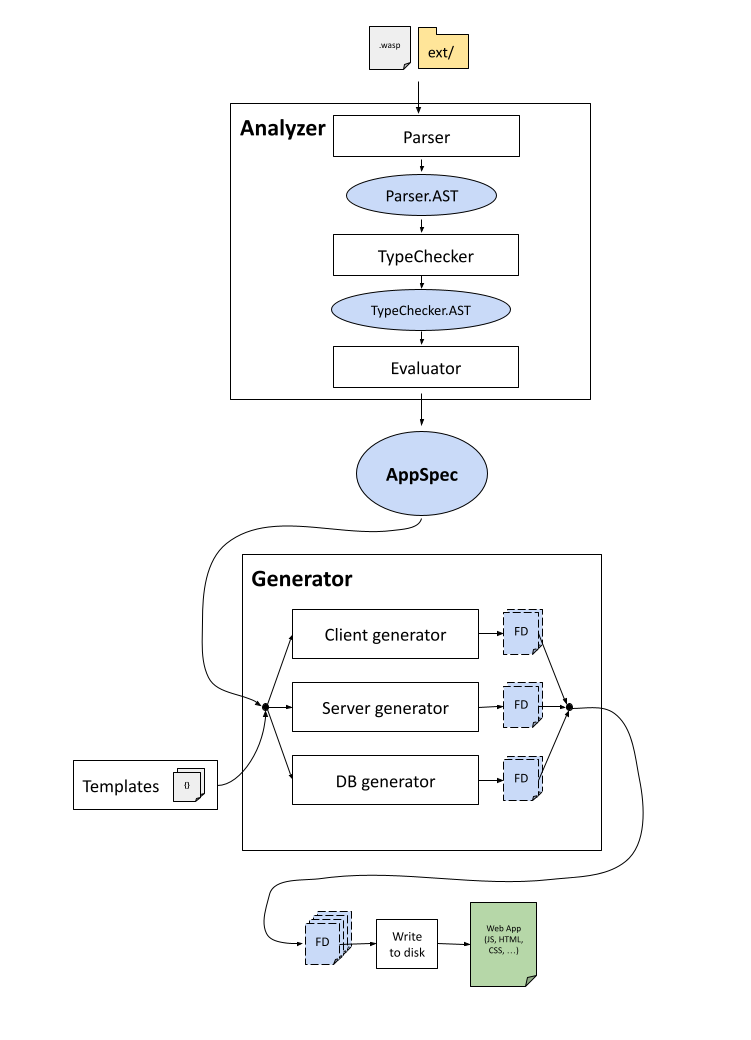 .wasp
ext/
Analyzer
Parser
Parser.AST
TypeChecker
TypeChecker.AST
Evaluator
AppSpec
Generator
Client generator
FD
Server generator
FD
DB generator
FD
Templates
{}
FD
Write
to disk
Web App
(JS, HTML,
CSS, ...)